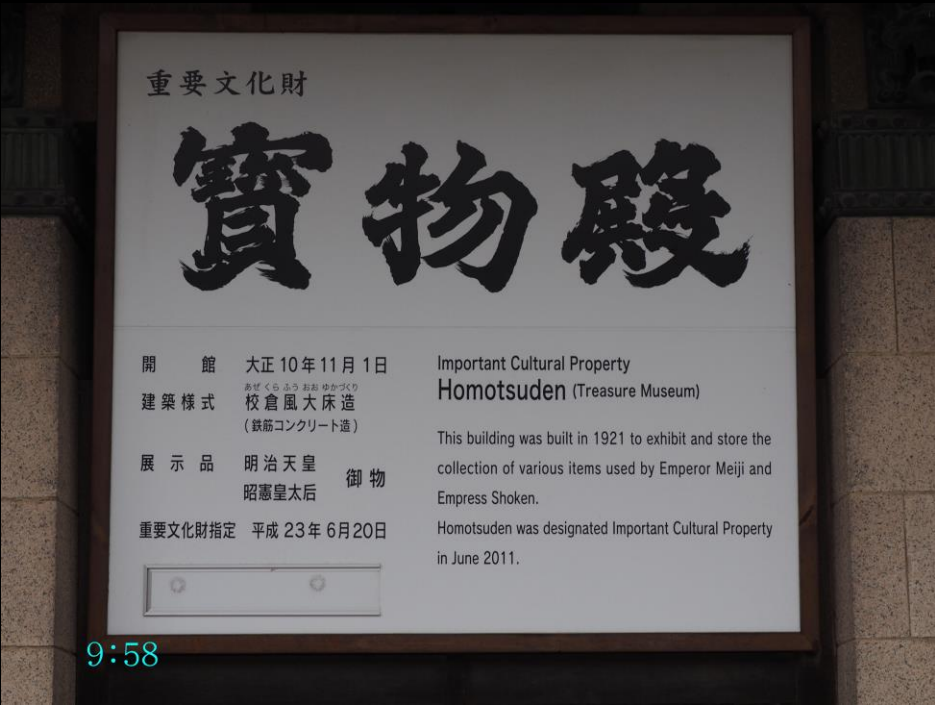 重要文化財
寳物殿
開館 大正10年11月1日
あぜくらふうおおゆかづくり
建築様式 校倉風大床造
(鉄筋コンクリート造)
展示品 明治天皇
昭憲皇太后 御物
重要文化財指定 平成23年6月20日
Important Cultural Property
Homotsuden (Treasure Museum)
This building was built in 1921 to exhibit and store the
collection of various items used by Emperor Meiji and
Empress Shoken.
Homotsuden was designated Important Cultural Property
in June 2011.
9:58